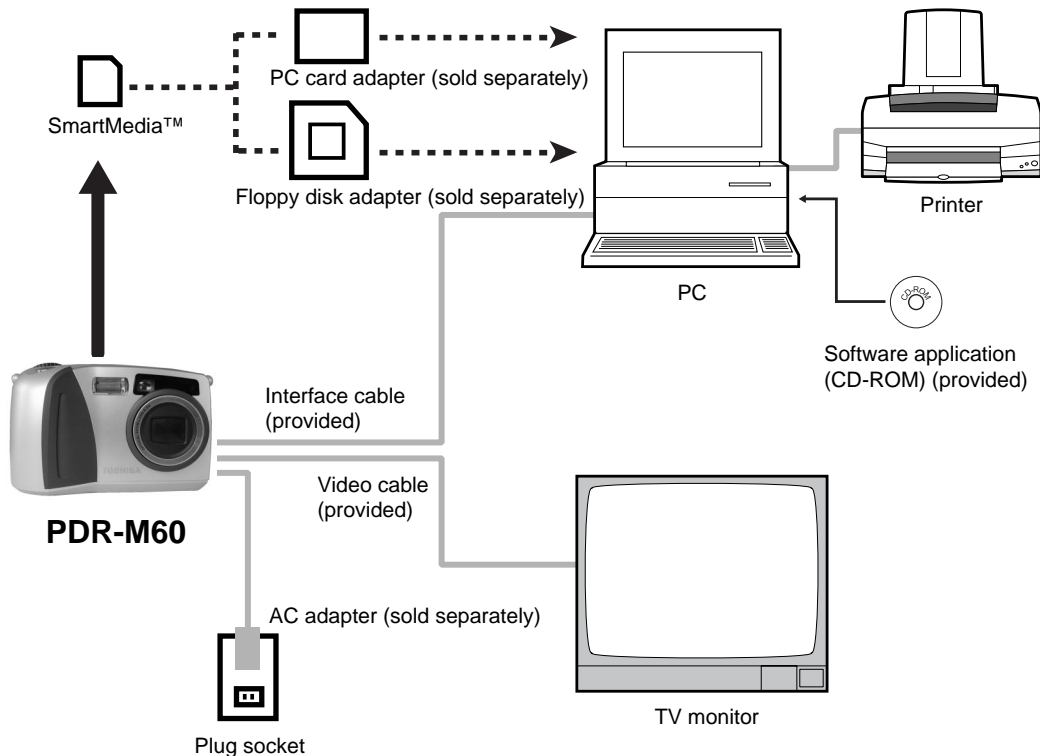 PC card adapter (sold separately)
SmartMedia™
Floppy disk adapter (sold separately)
Printer
PC
CD-ROM
Software application
(CD-ROM) (provided)
Interface cable
(provided)
TOSHIBA
Video cable
(provided)
PDR-M60
AC adapter (sold separately)
TV monitor
Plug socket